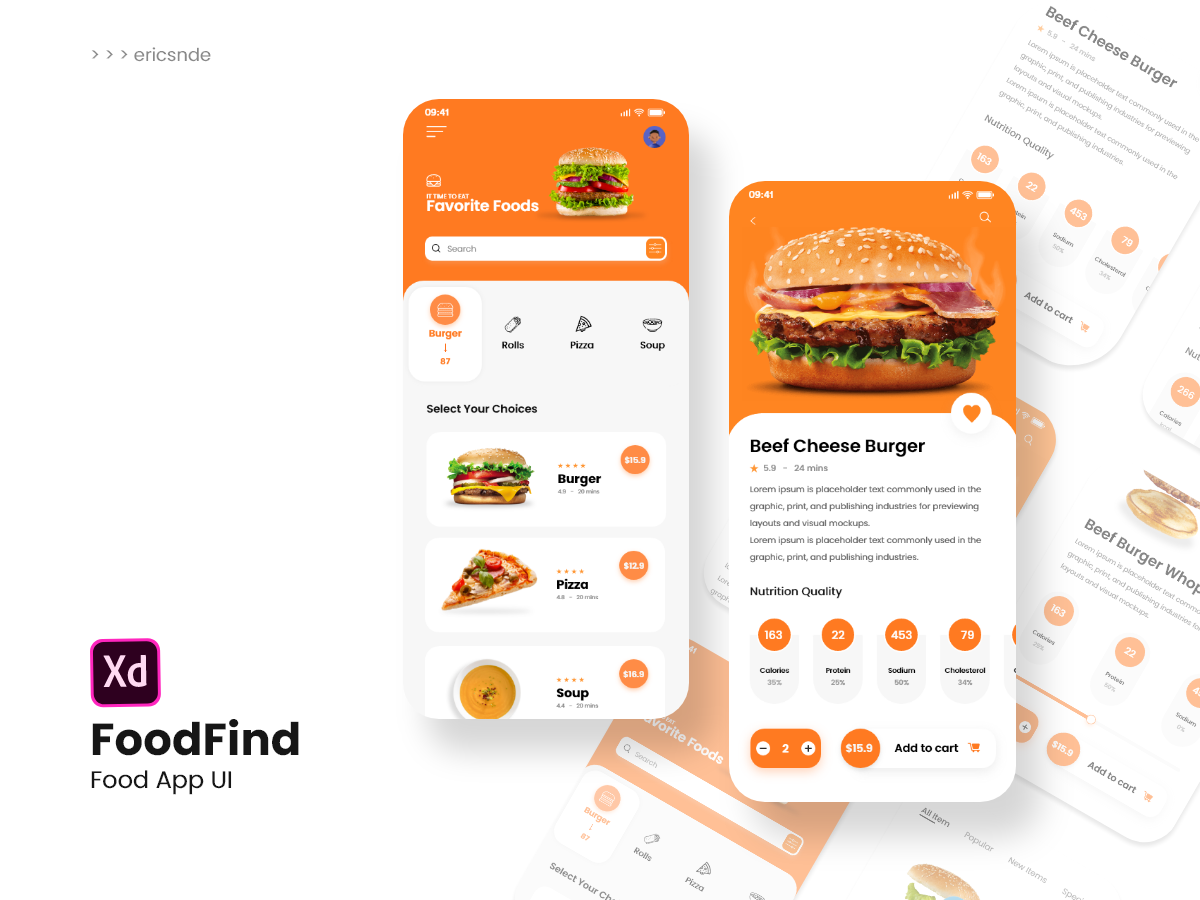 > > > ericsnde
Xd
FoodFind
Food App UI
09:41
IT TIME TO EAT
Favorite Foods
Search
Burger
↓
87
Rolls
Pizza
Soup
Select Your Choices
★ ★ ★ ★
Burger
4.9 - 20 mins
$15.9
★ ★ ★ ★
Pizza
4.8 - 20 mins
$12.9
★ ★ ★ ★
Soup
4.4 - 20 mins
$16.9
09:41
Beef Cheese Burger
★ 5.9 - 24 mins
Lorem ipsum is placeholder text commonly used in the
graphic, print, and publishing industries for previewing
layouts and visual mockups.
Lorem ipsum is placeholder text commonly used in the
graphic, print, and publishing industries.
Nutrition Quality
163
Calories
35%
22
Protein
25%
453
Sodium
50%
79
Cholesterol
34%
2
$15.9
Add to cart
Beef Cheese Burger
★ 5.9 - 24 mins
Lorem ipsum is placeholder text commonly used in the
graphic, print, and publishing industries for previewing
layouts and visual mockups.
Lorem ipsum is placeholder text commonly used in the
graphic, print, and publishing industries.
Nutrition Quality
163
22
453
Sodium
50%
79
Cholesterol
34%
Add to cart
266
Calories
Beef Burger Whop
Lorem ipsum is placeholder text commonly
graphic, print, and publishing industries
layouts and visual mockups.
163
Calories
25%
22
Protein
Sodium
0%
$15.9
Add to cart
Favorite Foods
Search
Burger
↓
87
Rolls
Pizza
Select Your Choices
All Item
Popular
New Items